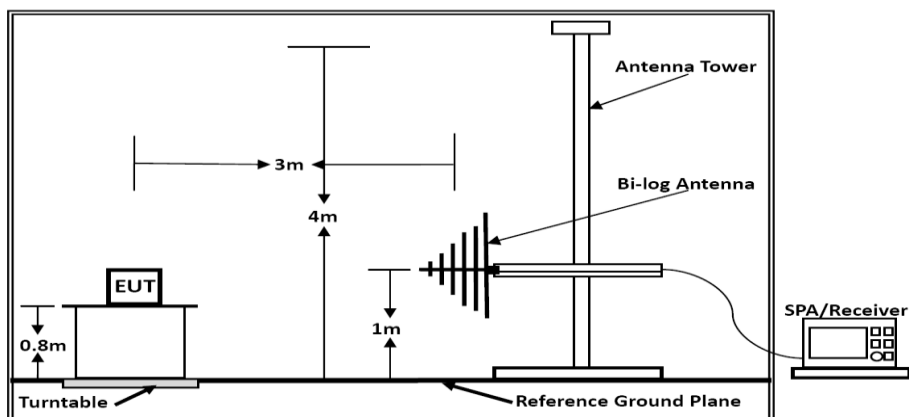 Antenna Tower
3m
Bi-log Antenna
4m
EUT
SPA/Receiver
1m
0.8m
Turntable
Reference Ground Plane